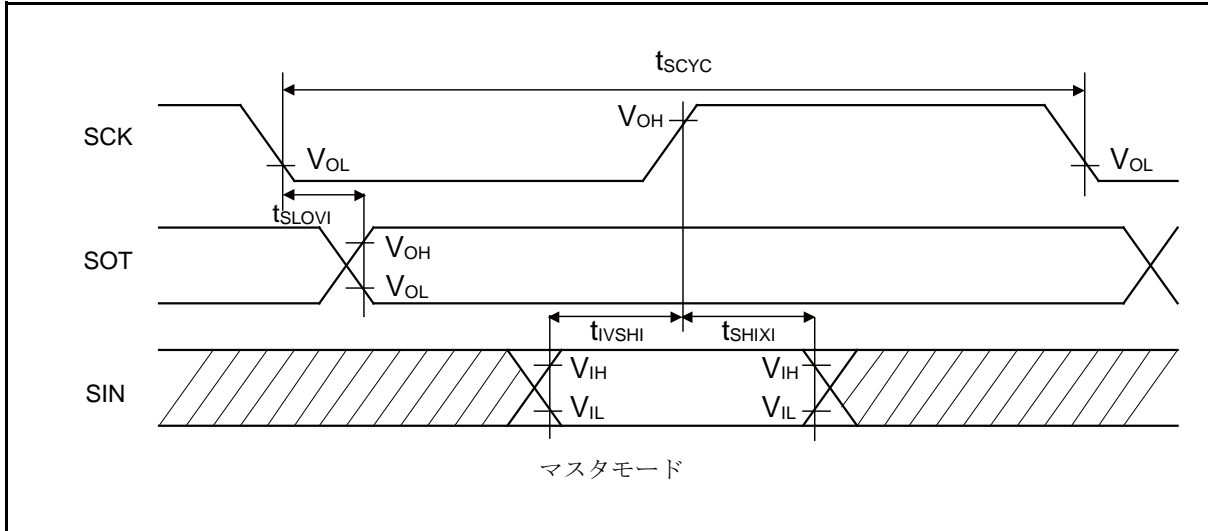 tSCYC
SCK
VOH
VOL
VOL
tSLOVI
SOT
VOH
VOL
tIVSHI
tSHIXI
SIN
VIH
VIH
VIL
VIL
マスタモード